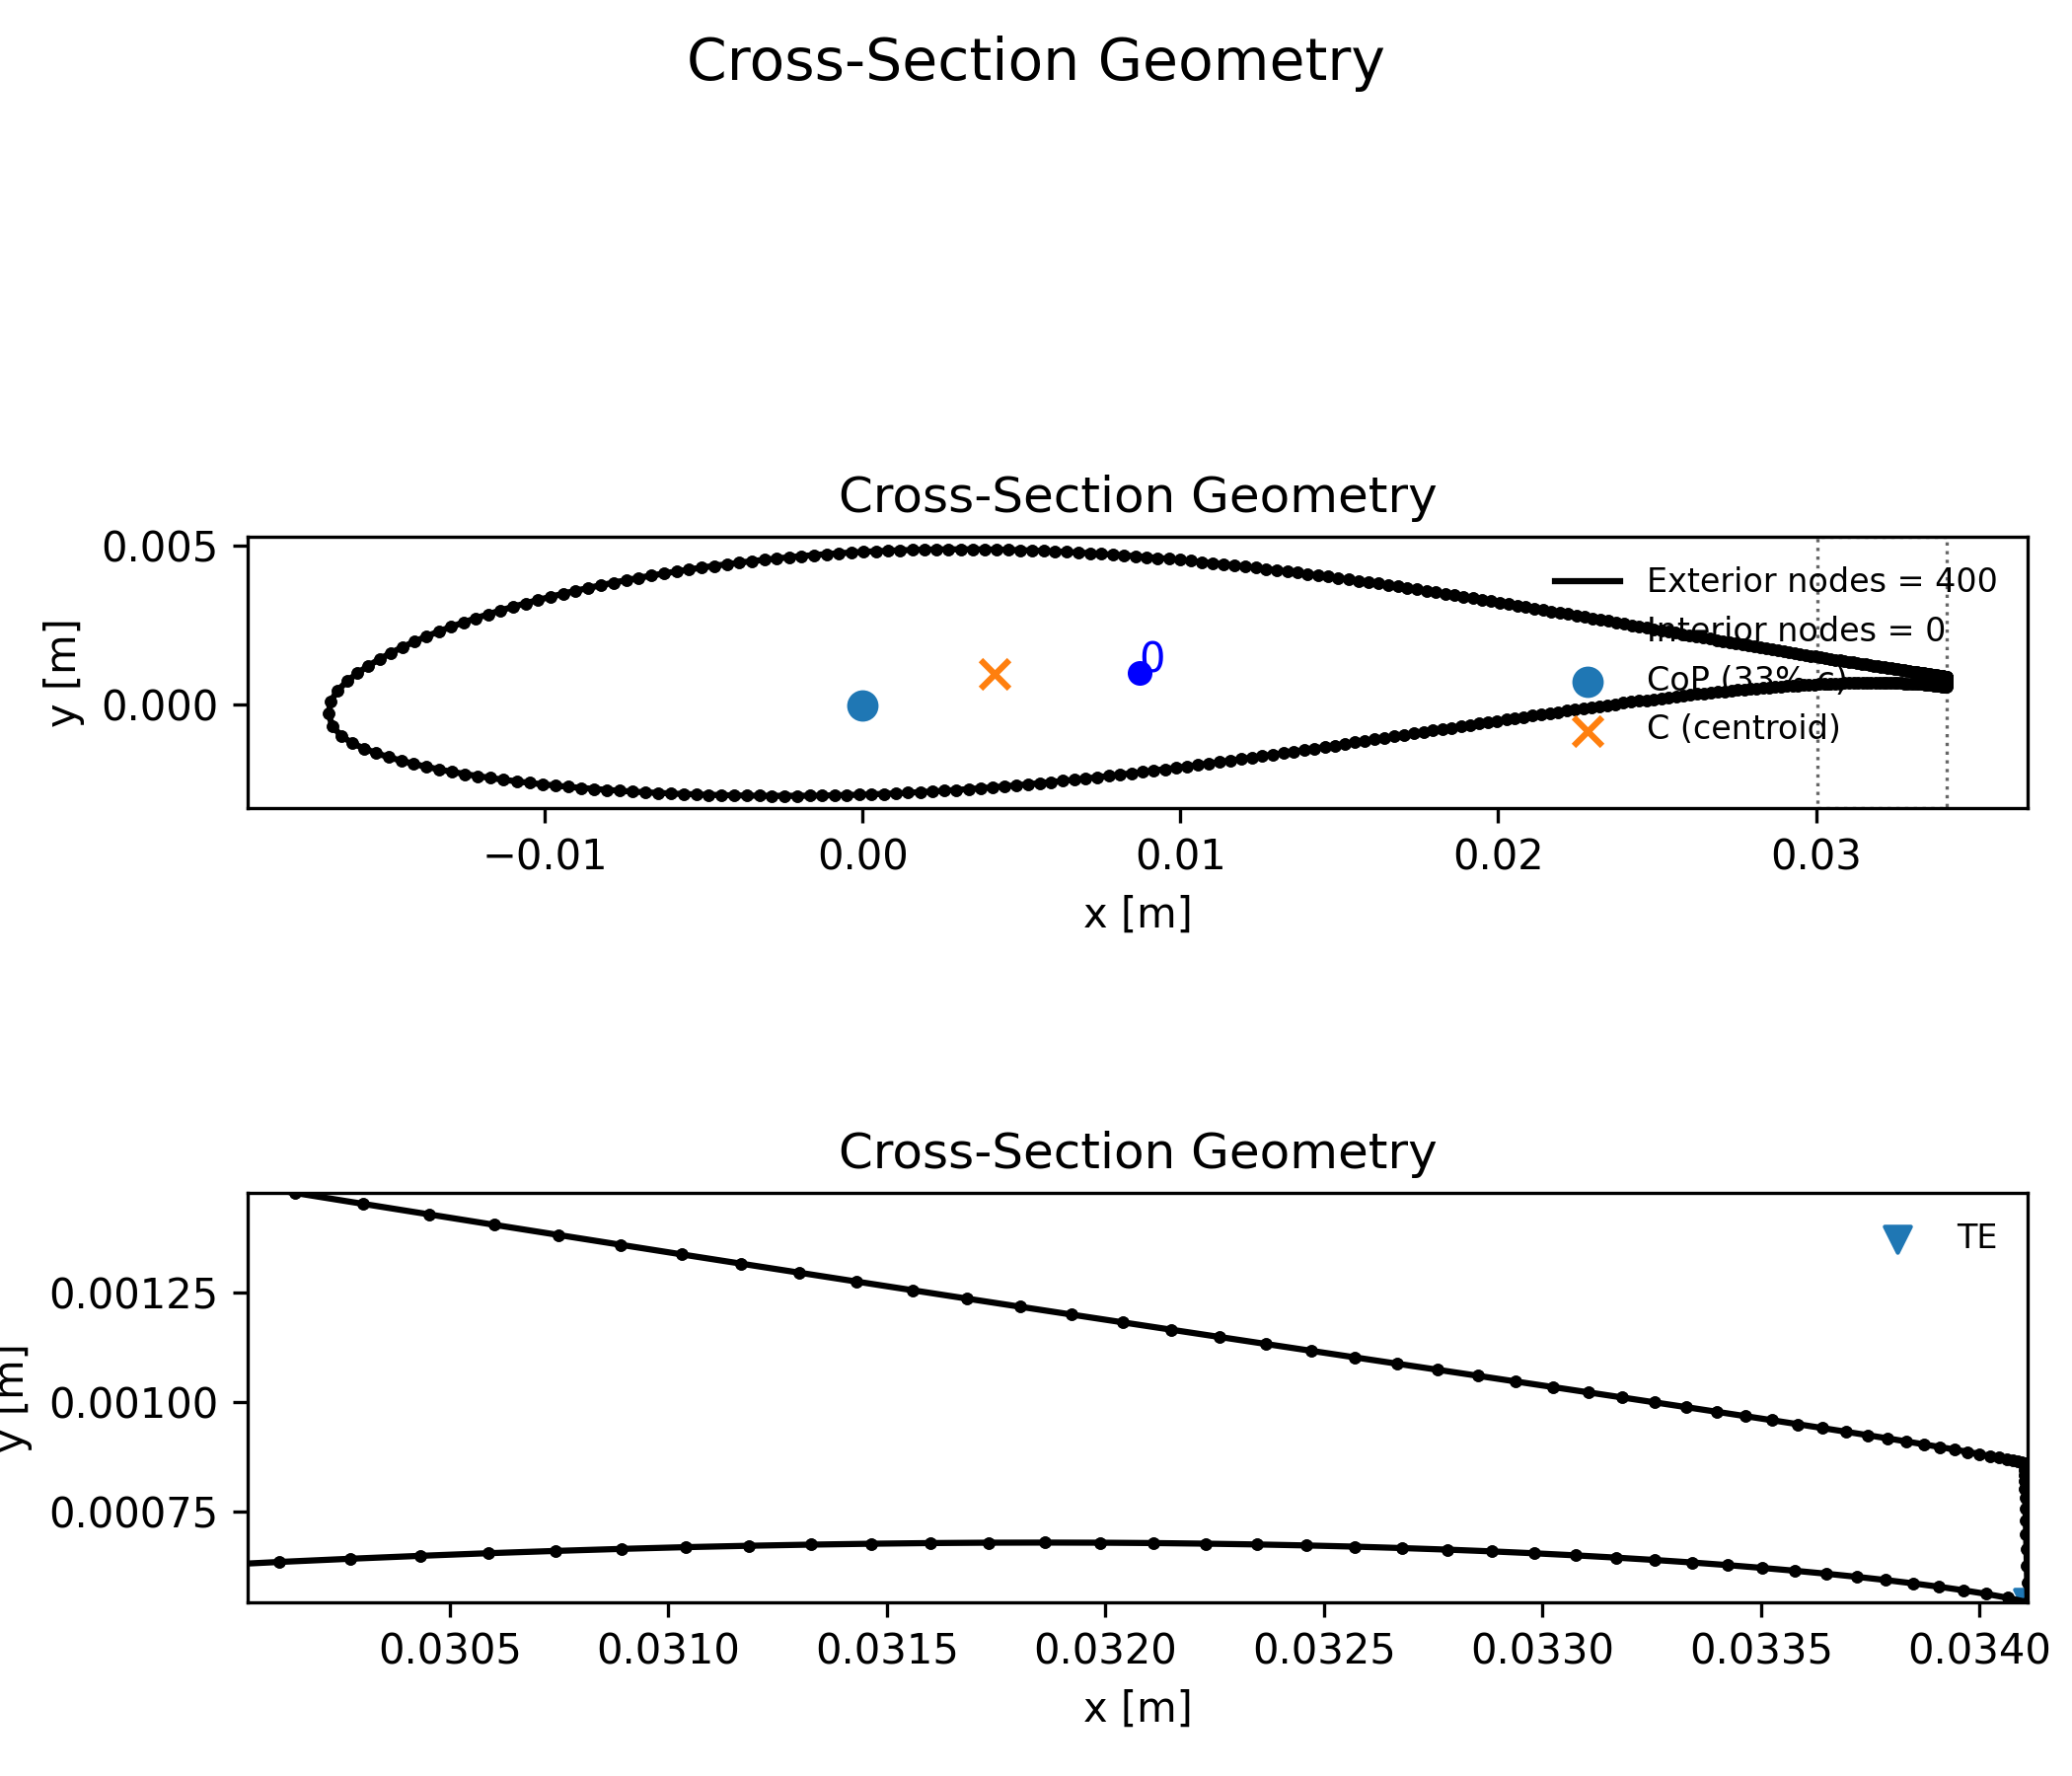 Cross-Section Geometry
Cross-Section Geometry
0.005
0.000
y [m]
0
Exterior nodes = 400
Interior nodes = 0
CoP (33% c)
C (centroid)
−0.01 0.00 0.01 0.02 0.03
x [m]
Cross-Section Geometry
TE
0.00125
0.00100
0.00075
y [m]
0.0305 0.0310 0.0315 0.0320 0.0325 0.0330 0.0335 0.0340
x [m]